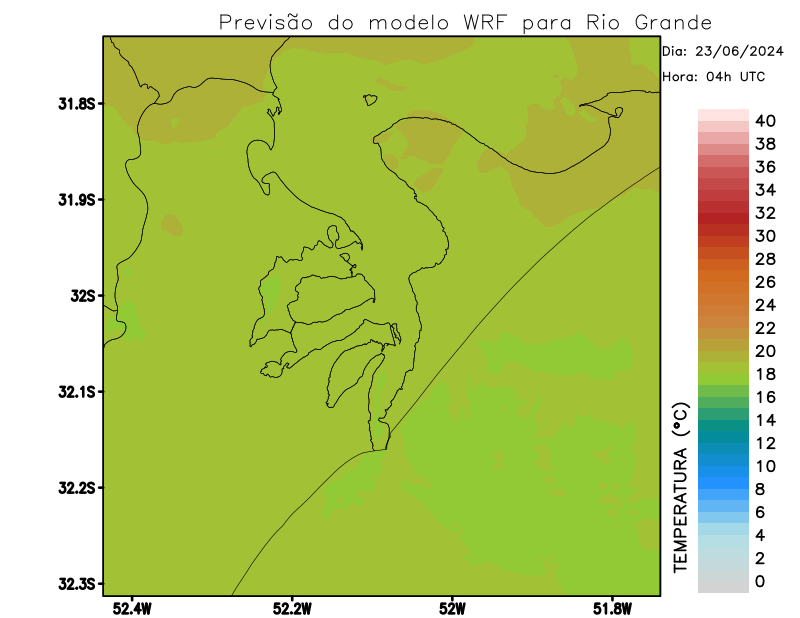 Previsão do modelo WRF para Rio Grande
Dia: 23/06/2024
Hora: 04h UTC
31.8S
31.9S
32S
32.1S
32.2S
32.3S
52.4W
52.2W
52W
51.8W
TEMPERATURA (°C)
40
38
36
34
32
30
28
26
24
22
20
18
16
14
12
10
8
6
4
2
0